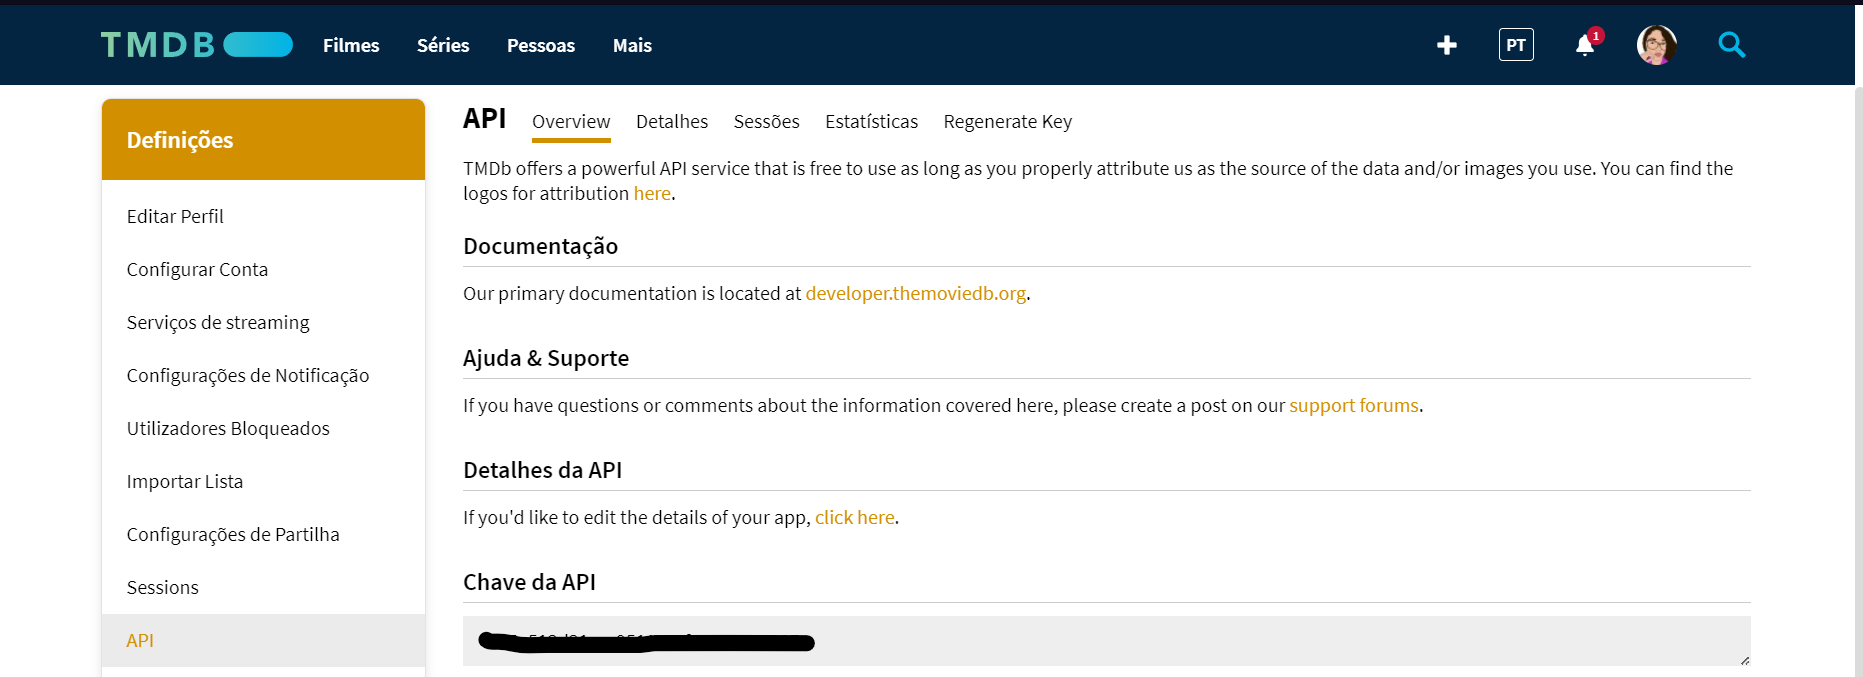 TMDB
Filmes Séries Pessoas Mais
PT
1
Definições
Editar Perfil
Configurar Conta
Serviços de streaming
Configurações de Notificação
Utilizadores Bloqueados
Importar Lista
Configurações de Partilha
Sessions
API
API Overview Detalhes Sessões Estatísticas Regenerate Key
TMDb offers a powerful API service that is free to use as long as you properly attribute us as the source of the data and/or images you use. You can find the
logos for attribution here.
Documentação
Our primary documentation is located at developer.themoviedb.org.
Ajuda & Suporte
If you have questions or comments about the information covered here, please create a post on our support forums.
Detalhes da API
If you'd like to edit the details of your app, click here.
Chave da API